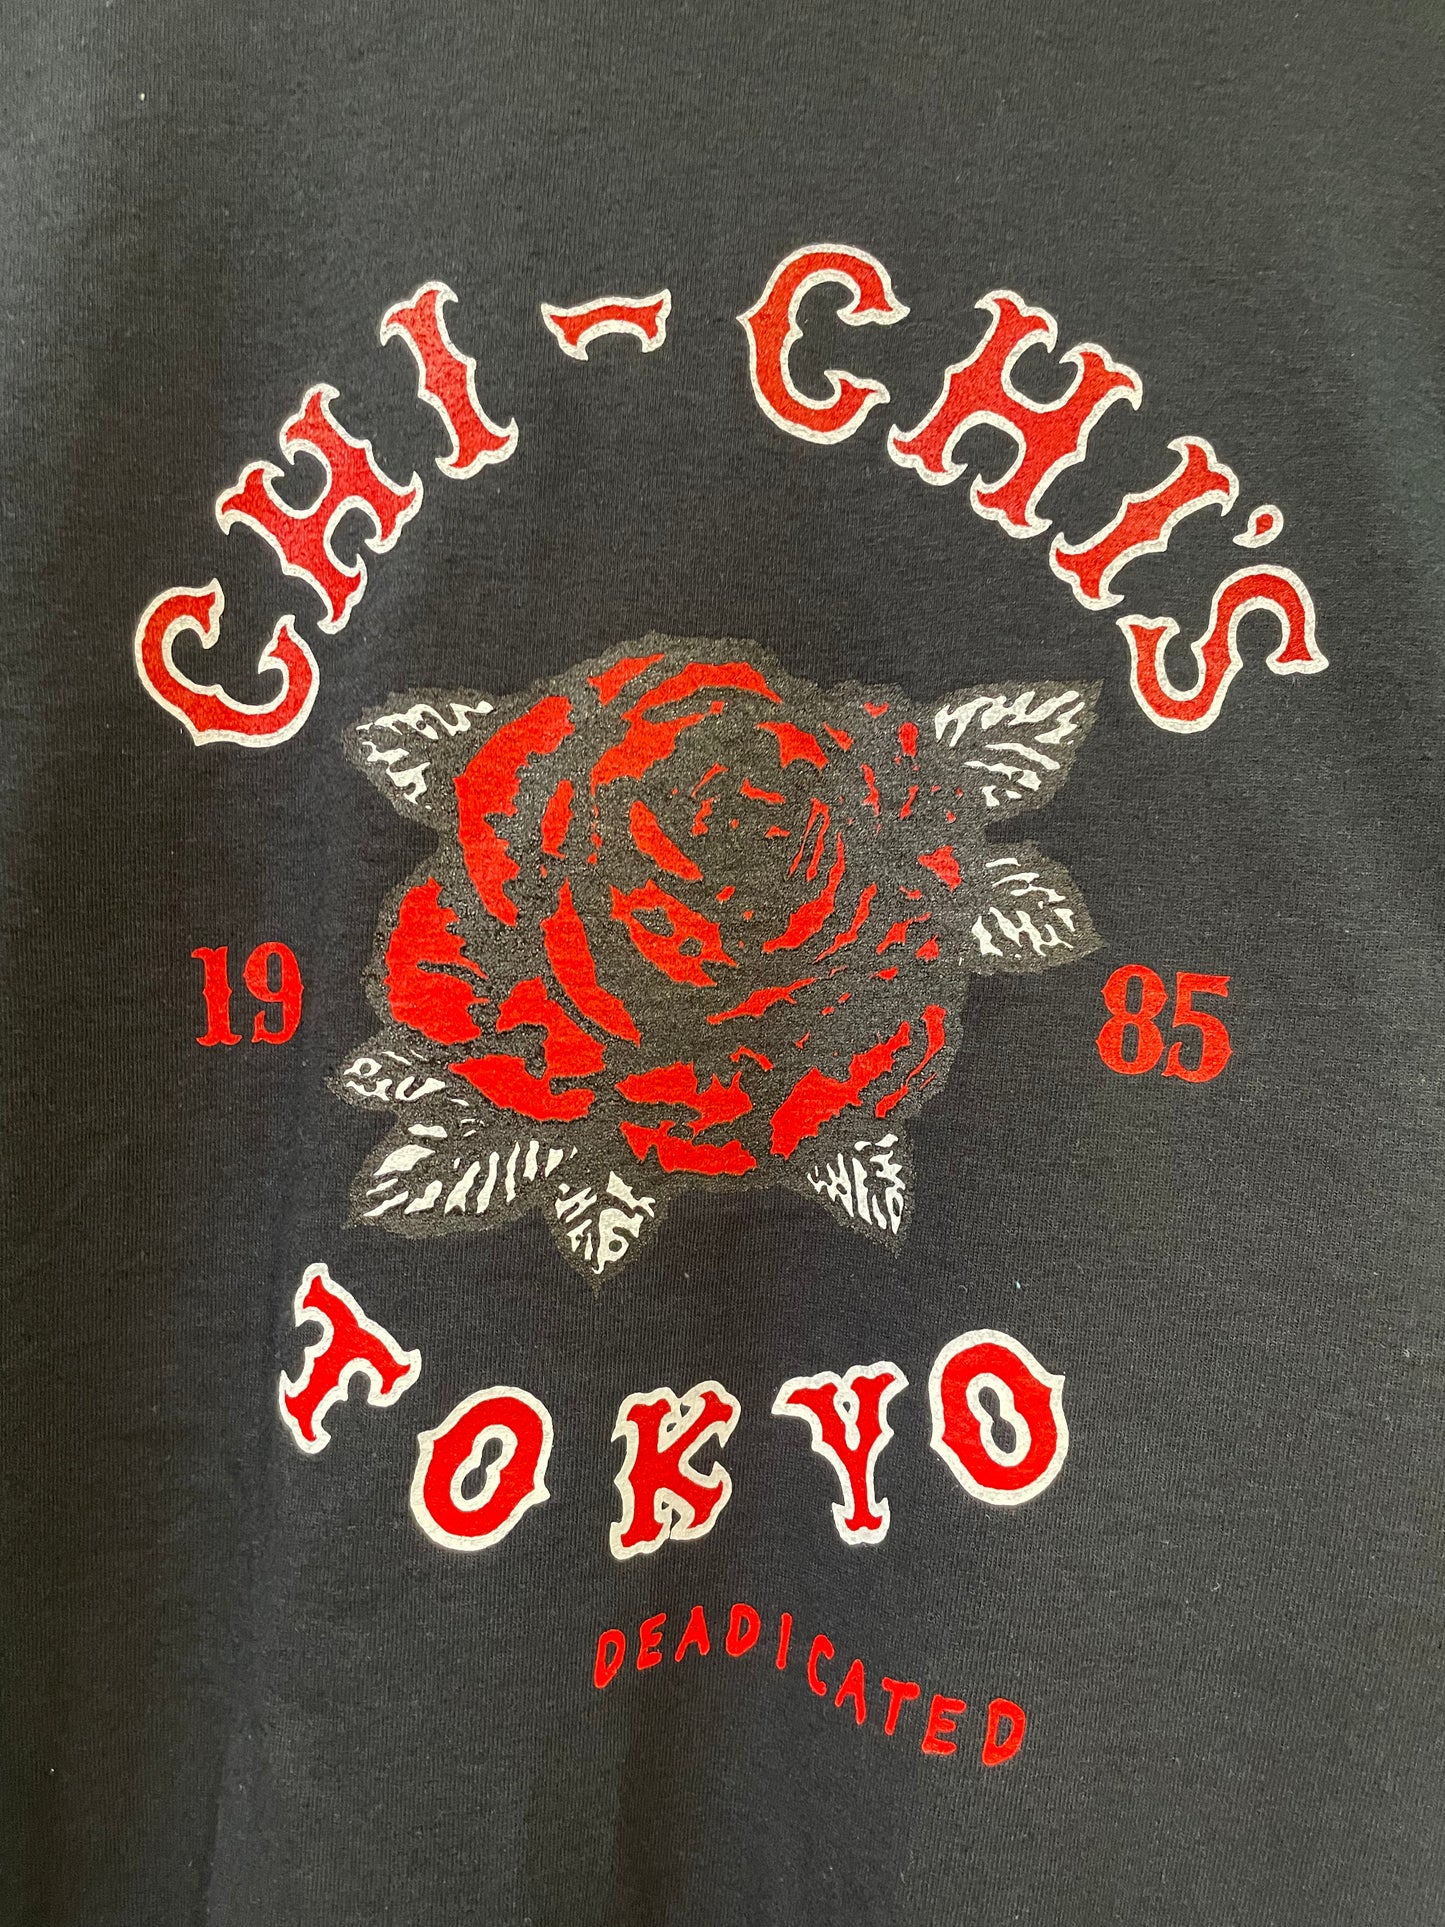 CHI-CHI'S
19 85
TOKYO
DEADICATED